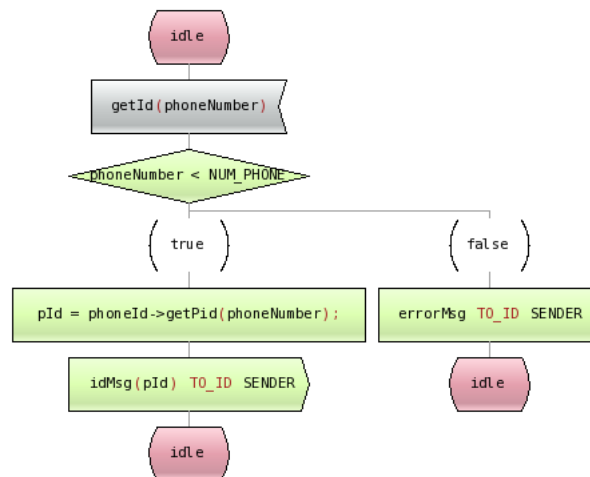 idle
getId(phoneNumber)
phoneNumber < NUM_PHONE
true
false
pId = phoneId->getPid(phoneNumber);
errorMsg TO_ID SENDER
idMsg(pId) TO_ID SENDER
idle
idle